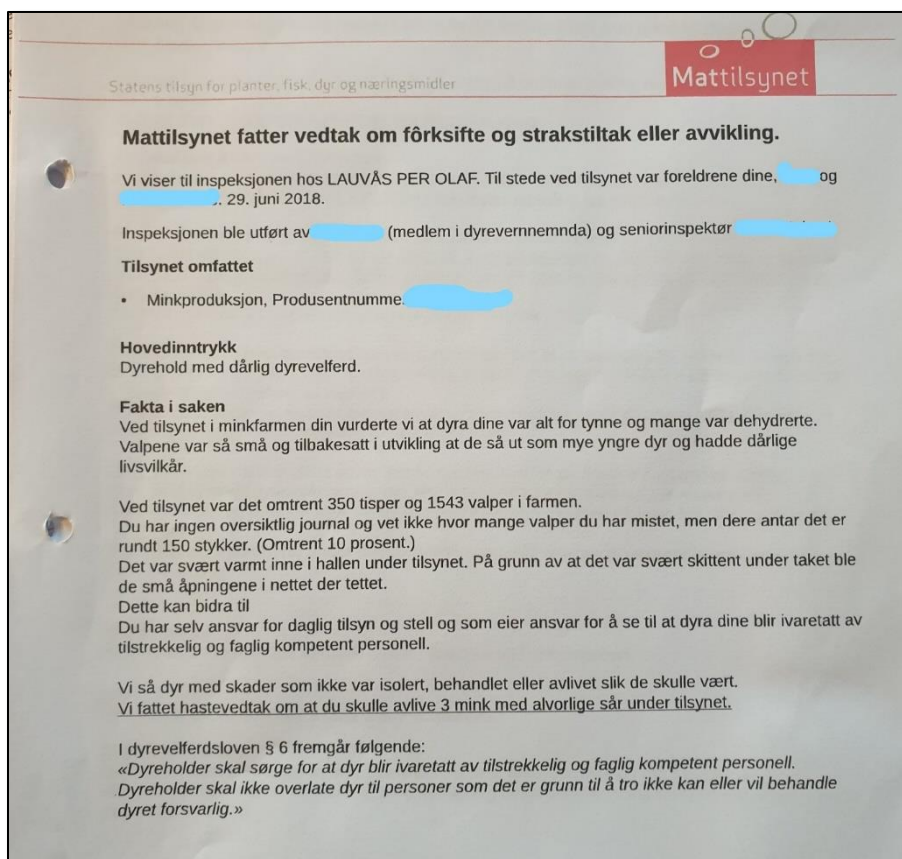 Statens tilsyn for planter, fisk, dyr og næringsmidler
Mattilsynet
Mattilsynet fatter vedtak om fôrksifte og strakstiltak eller avvikling.
Vi viser til inspeksjonen hos LAUVÅS PER OLAF. Til stede ved tilsynet var foreldrene dine, og
. 29. juni 2018.
Inspeksjonen ble utført av (medlem i dyrevernnemnda) og seniorinspektør
Tilsynet omfattet
• Minkproduksjon, Produsentnumme.
Hovedinntrykk
Dyrehold med dårlig dyrevelferd.
Fakta i saken
Ved tilsynet i minkfarmen din vurderte vi at dyra dine var alt for tynne og mange var dehydrerte.
Valpene var så små og tilbakesatt i utvikling at de så ut som mye yngre dyr og hadde dårlige
livsvilkår.
Ved tilsynet var det omtrent 350 tisper og 1543 valper i farmen.
Du har ingen oversiktlig journal og vet ikke hvor mange valper du har mistet, men dere antar det er
rundt 150 stykker. (Omtrent 10 prosent.)
Det var svært varmt inne i hallen under tilsynet. På grunn av at det var svært skittent under taket ble
de små åpningene i nettet der tettet.
Dette kan bidra til
Du har selv ansvar for daglig tilsyn og stell og som eier ansvar for å se til at dyra dine blir ivaretatt av
tilstrekkelig og faglig kompetent personell.
Vi så dyr med skader som ikke var isolert, behandlet eller avlivet slik de skulle vært.
Vi fattet hastevedtak om at du skulle avlive 3 mink med alvorlige sår under tilsynet.
I dyrevelferdsloven § 6 fremgår følgende:
«Dyreholder skal sørge for at dyr blir ivaretatt av tilstrekkelig og faglig kompetent personell.
Dyreholder skal ikke overlate dyr til personer som det er grunn til å tro ikke kan eller vil behandle
dyret forsvarlig.»